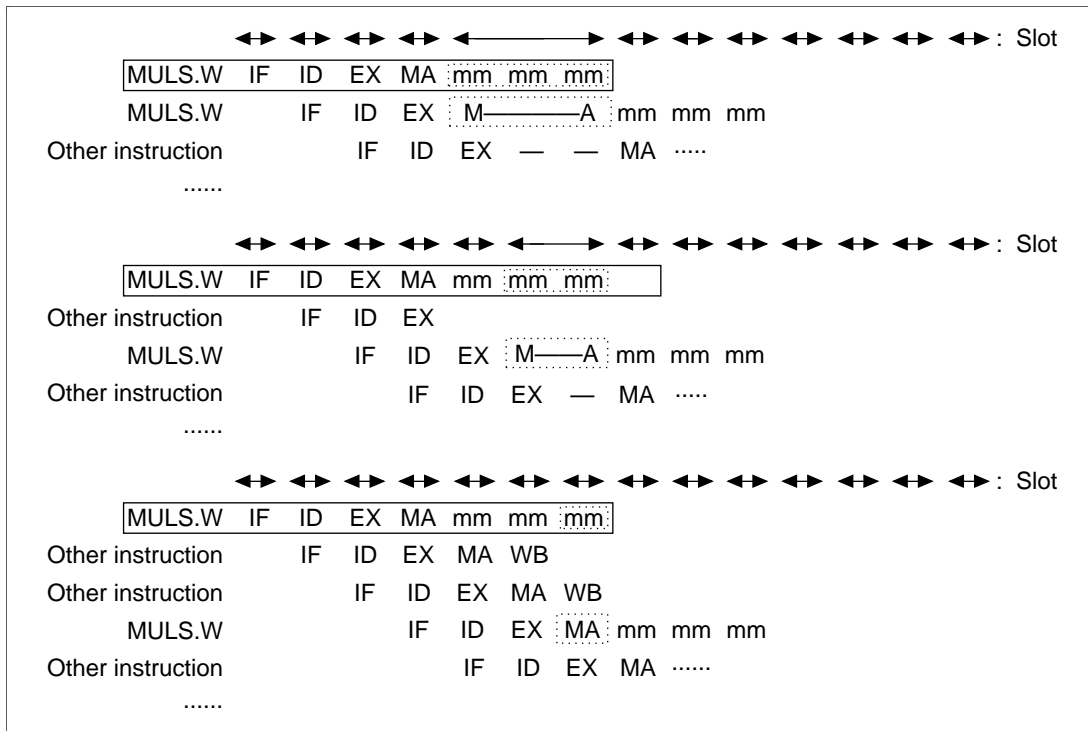 : Slot
MULS.W IF ID EX MA mm mm mm
MULS.W IF ID EX M———A mm mm mm
Other instruction IF ID EX — — MA ·····
······
: Slot
MULS.W IF ID EX MA mm mm mm
Other instruction IF ID EX
MULS.W IF ID EX M——A mm mm mm
Other instruction IF ID EX — MA ·····
······
: Slot
MULS.W IF ID EX MA mm mm mm
Other instruction IF ID EX MA WB
Other instruction IF ID EX MA WB
MULS.W IF ID EX MA mm mm mm
Other instruction IF ID EX MA ······
······